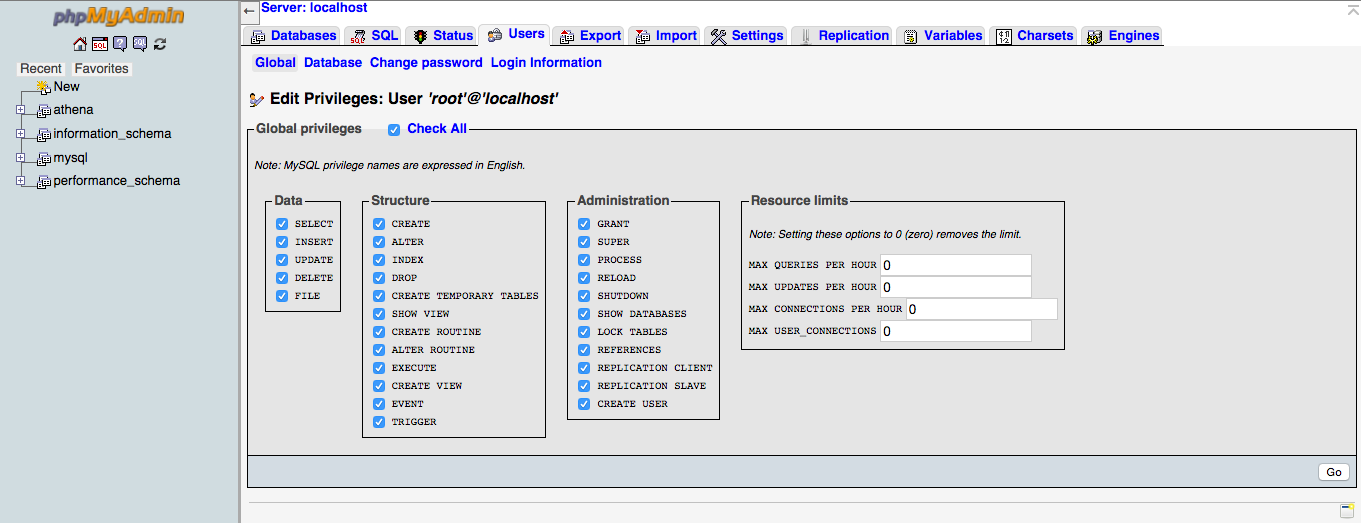 phpMyAdmin
Recent Favorites
New
athena
information_schema
mysql
performance_schema
Server: localhost
Databases SQL Status Users Export Import Settings Replication Variables Charsets Engines
Global Database Change password Login Information
Edit Privileges: User 'root'@'localhost'
Global privileges Check All
Note: MySQL privilege names are expressed in English.
Data
SELECT
INSERT
UPDATE
DELETE
FILE
Structure
CREATE
ALTER
INDEX
DROP
CREATE TEMPORARY TABLES
SHOW VIEW
CREATE ROUTINE
ALTER ROUTINE
EXECUTE
CREATE VIEW
EVENT
TRIGGER
Administration
GRANT
SUPER
PROCESS
RELOAD
SHUTDOWN
SHOW DATABASES
LOCK TABLES
REFERENCES
REPLICATION CLIENT
REPLICATION SLAVE
CREATE USER
Resource limits
Note: Setting these options to 0 (zero) removes the limit.
MAX QUERIES PER HOUR 0
MAX UPDATES PER HOUR 0
MAX CONNECTIONS PER HOUR 0
MAX USER_CONNECTIONS 0
Go